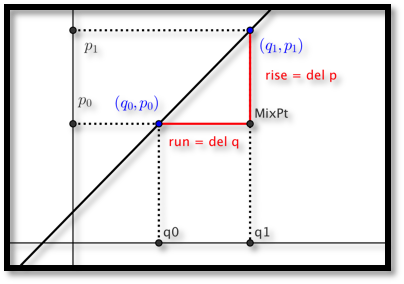 p₁
(q₁, p₁)
rise = del p
p₀
(q₀, p₀)
MixPt
run = del q
q0
q1